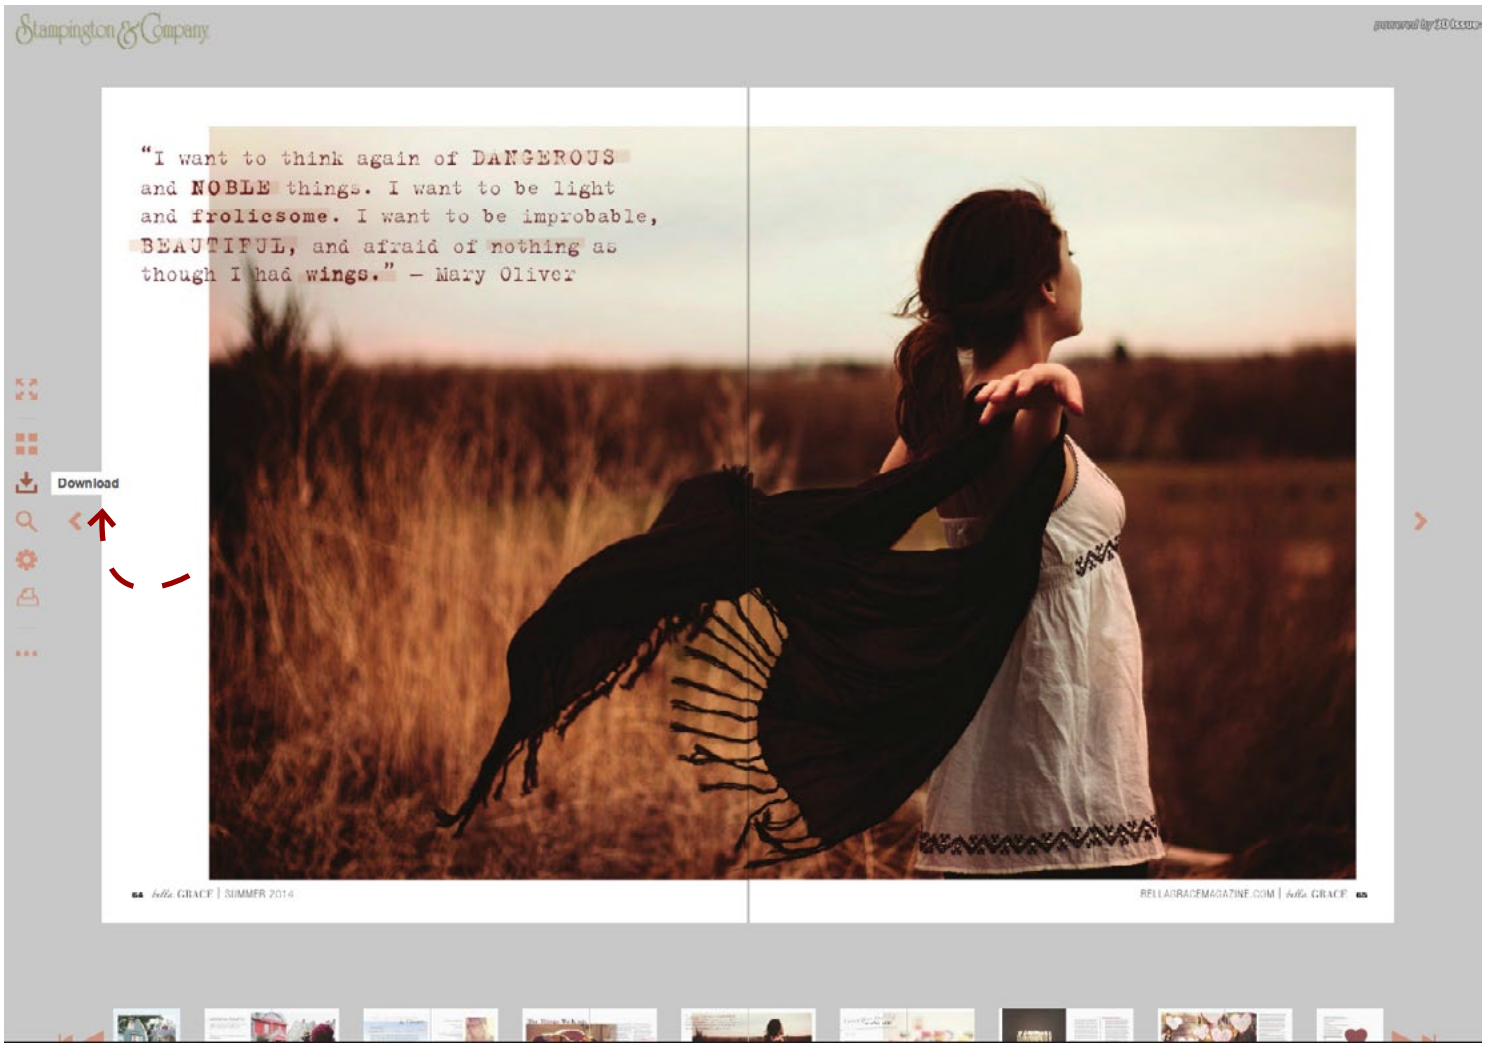 Stampington & Company
powered by 3D Issue
“I want to think again of DANGEROUS
and NOBLE things. I want to be light
and frolicsome. I want to be improbable,
BEAUTIFUL, and afraid of nothing as
though I had wings.” — Mary Oliver
Download
64 bella GRACE | SUMMER 2014
BELLAGRACEMAGAZINE.COM | bella GRACE 65